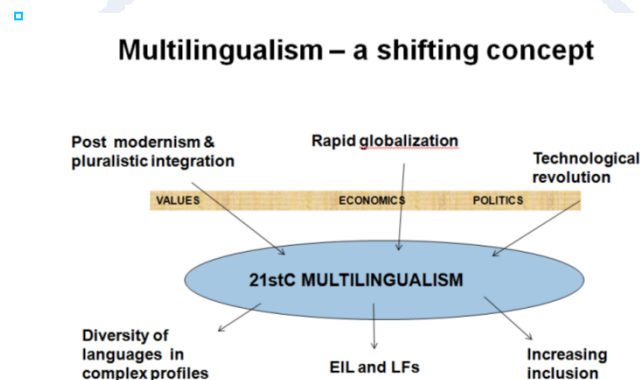 Multilingualism – a shifting concept
Post modernism &
pluralistic integration
Rapid globalization
Technological
revolution
VALUES ECONOMICS POLITICS
21stC MULTILINGUALISM
Diversity of
languages in
complex profiles
EIL and LFs
Increasing
inclusion